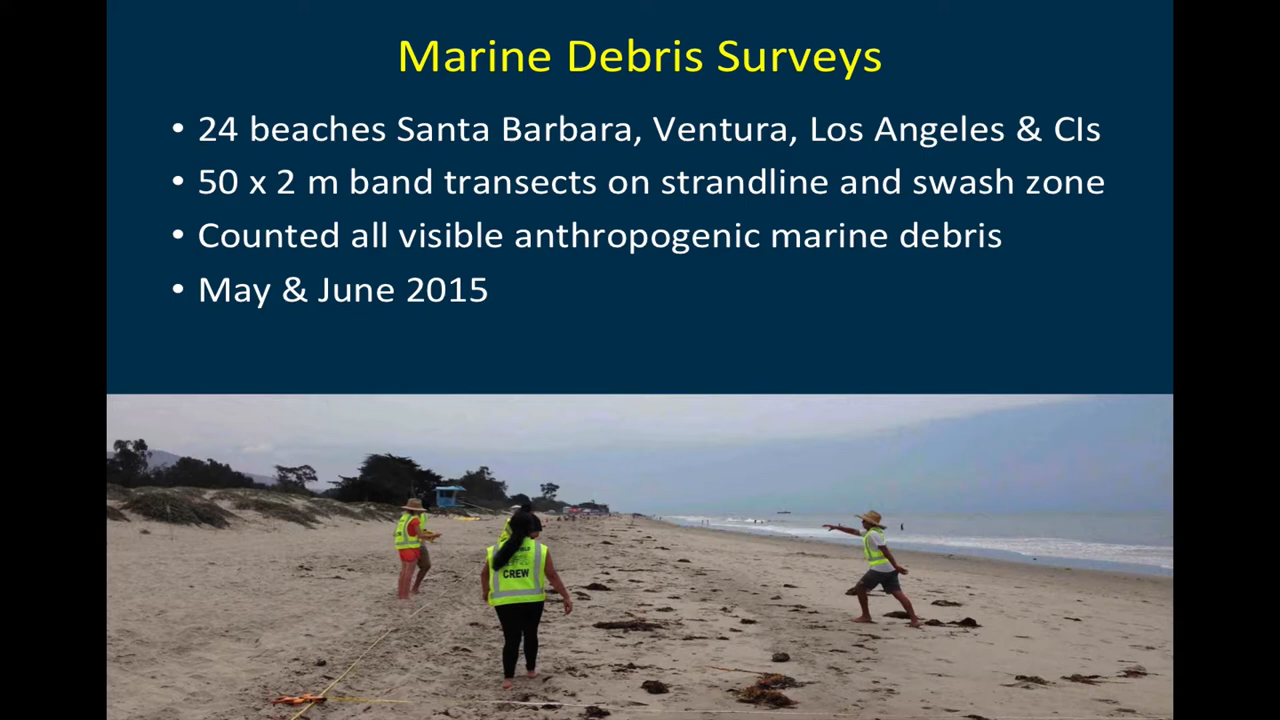 Marine Debris Surveys
• 24 beaches Santa Barbara, Ventura, Los Angeles & CIs
• 50 x 2 m band transects on strandline and swash zone
• Counted all visible anthropogenic marine debris
• May & June 2015
CREW